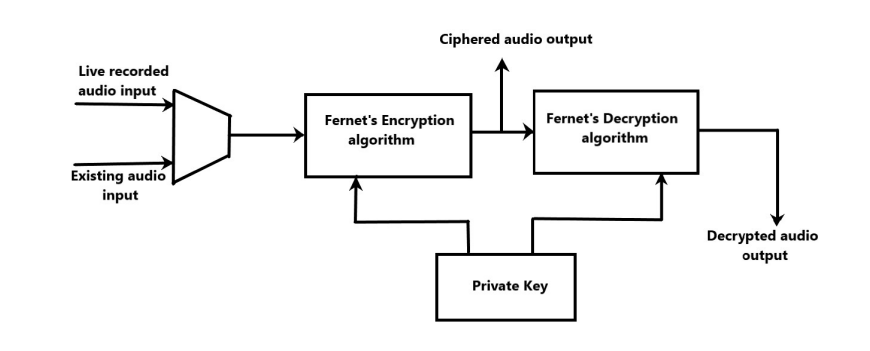 Ciphered audio output
Live recorded
audio input
Fernet's Encryption
algorithm
Fernet's Decryption
algorithm
Existing audio
input
Decrypted audio
output
Private Key